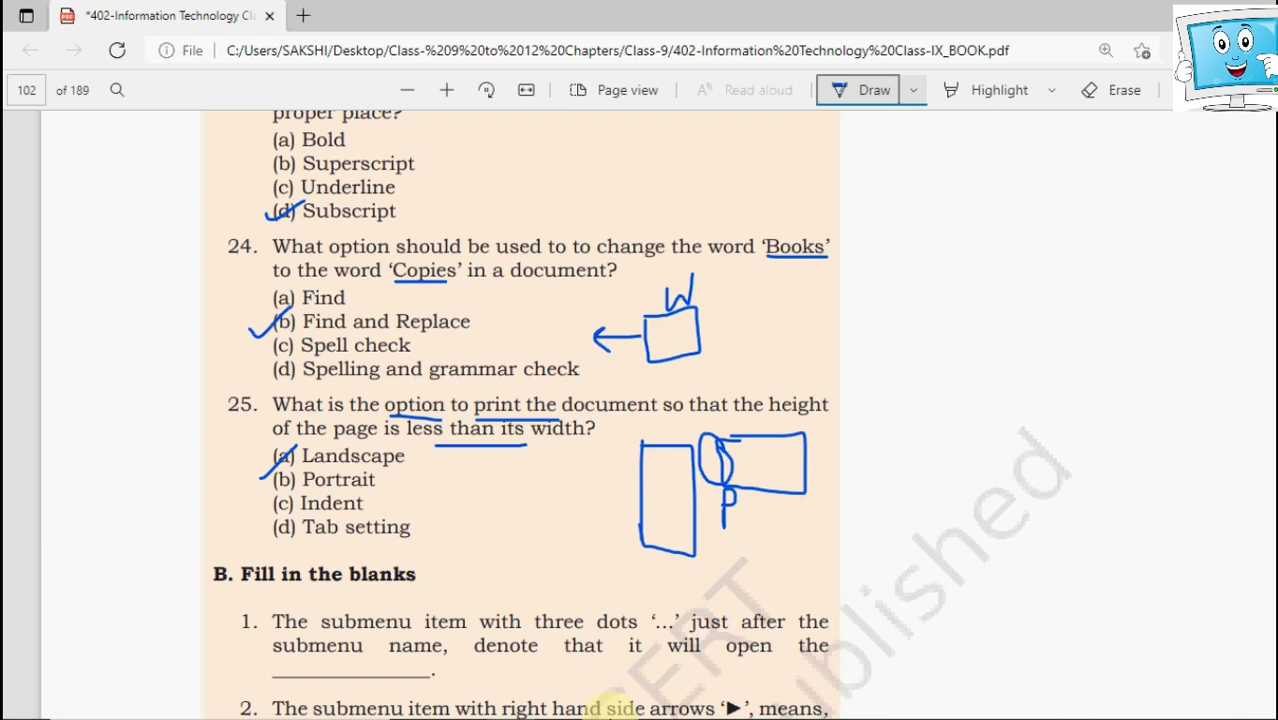 *402-Information Technology Cl
File C:/Users/SAKSHI/Desktop/Class-%209%20to%2012%20Chapters/Class-9/402-Information%20Technology%20Class-IX_BOOK.pdf
102 of 189 Page view Read aloud Draw Highlight Erase
proper place?
(a) Bold
(b) Superscript
(c) Underline
(d) Subscript
24. What option should be used to to change the word ‘Books’
to the word ‘Copies’ in a document?
W
(a) Find
(b) Find and Replace
(c) Spell check
(d) Spelling and grammar check
25. What is the option to print the document so that the height
of the page is less than its width?
(a) Landscape
(b) Portrait
P
(c) Indent
(d) Tab setting
B. Fill in the blanks
1. The submenu item with three dots ‘...’ just after the
submenu name, denote that it will open the
________________.
2. The submenu item with right hand side arrows ‘►’, means,